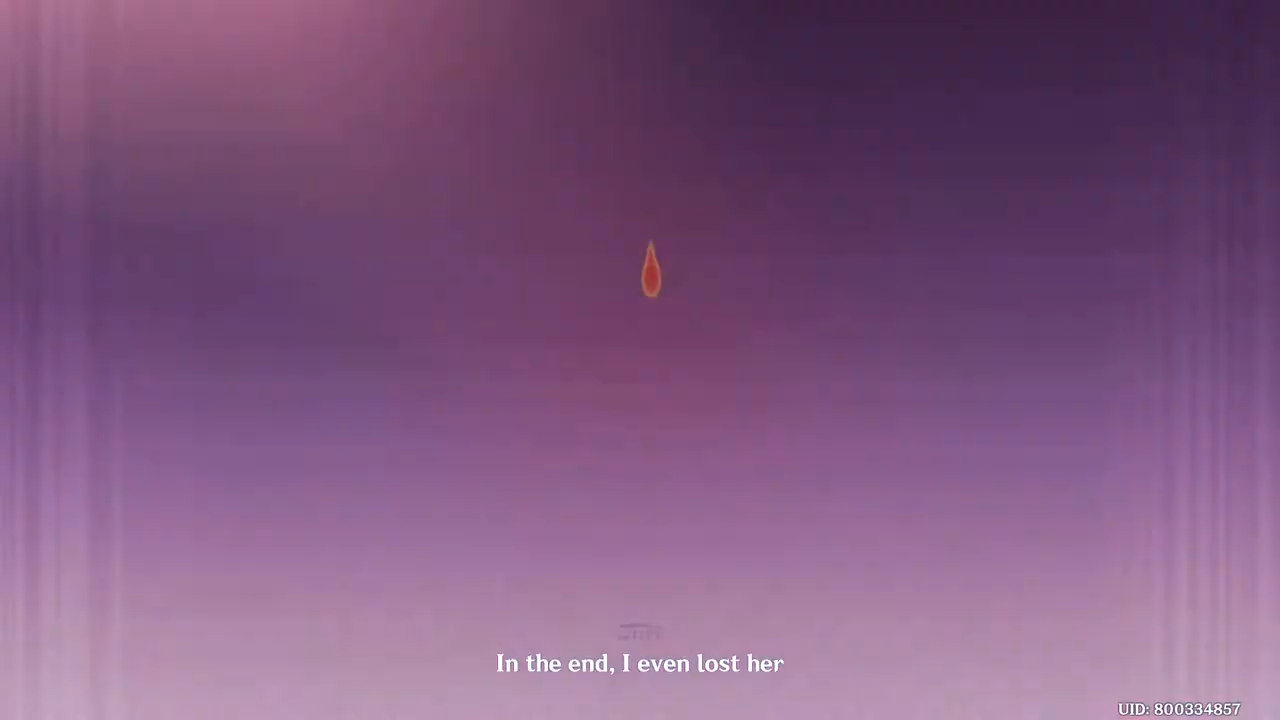 In the end, I even lost her
UID: 800334857